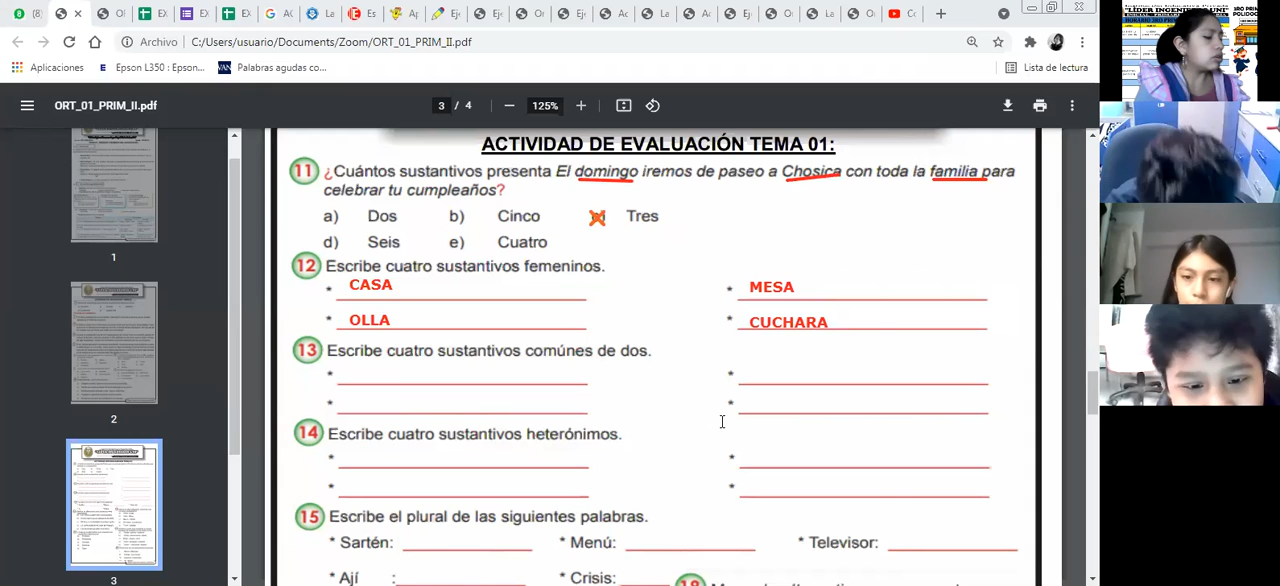 (8)
Aplicaciones
Archivo
C:/Users/usuario/Documents/Zoom/ORT_01_PRIM_II.pdf
Epson L350 : Epson...
Palabras agudas co...
Lista de lectura
ORT_01_PRIM_II.pdf
3 / 4
125%
1
2
3
ACTIVIDAD DE EVALUACIÓN TEMA 01:
11 ¿Cuántos sustantivos presenta El domingo iremos de paseo a Chosica con toda la familia para
celebrar tu cumpleaños?
a) Dos b) Cinco Tres
d) Seis e) Cuatro
12 Escribe cuatro sustantivos femeninos.
* CASA * MESA
* OLLA * CUCHARA
13 Escribe cuatro sustantivos comúnes de dos.
* *
* *
14 Escribe cuatro sustantivos heterónimos.
* *
* *
15 Escribe el plural de las siguientes palabras.
* Sartén: * Menú: * Televisor:
* Ají : * Crisis:
"LÍDER INGENIERÍA UNI"